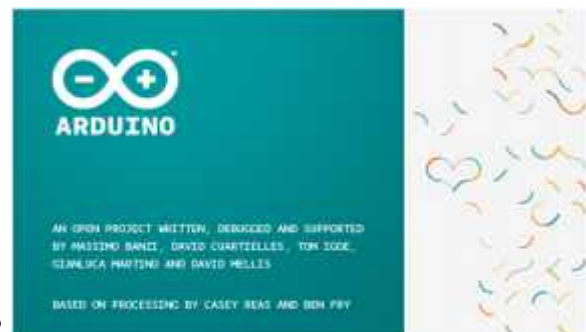 ARDUINO
AN OPEN PROJECT WRITTEN, DEBUGGED AND SUPPORTED
BY MASSIMO BANZI, DAVID CUARTIELLES, TOM IGOE,
GIANLUCA MARTINO AND DAVID MELLIS
BASED ON PROCESSING BY CASEY REAS AND BEN FRY